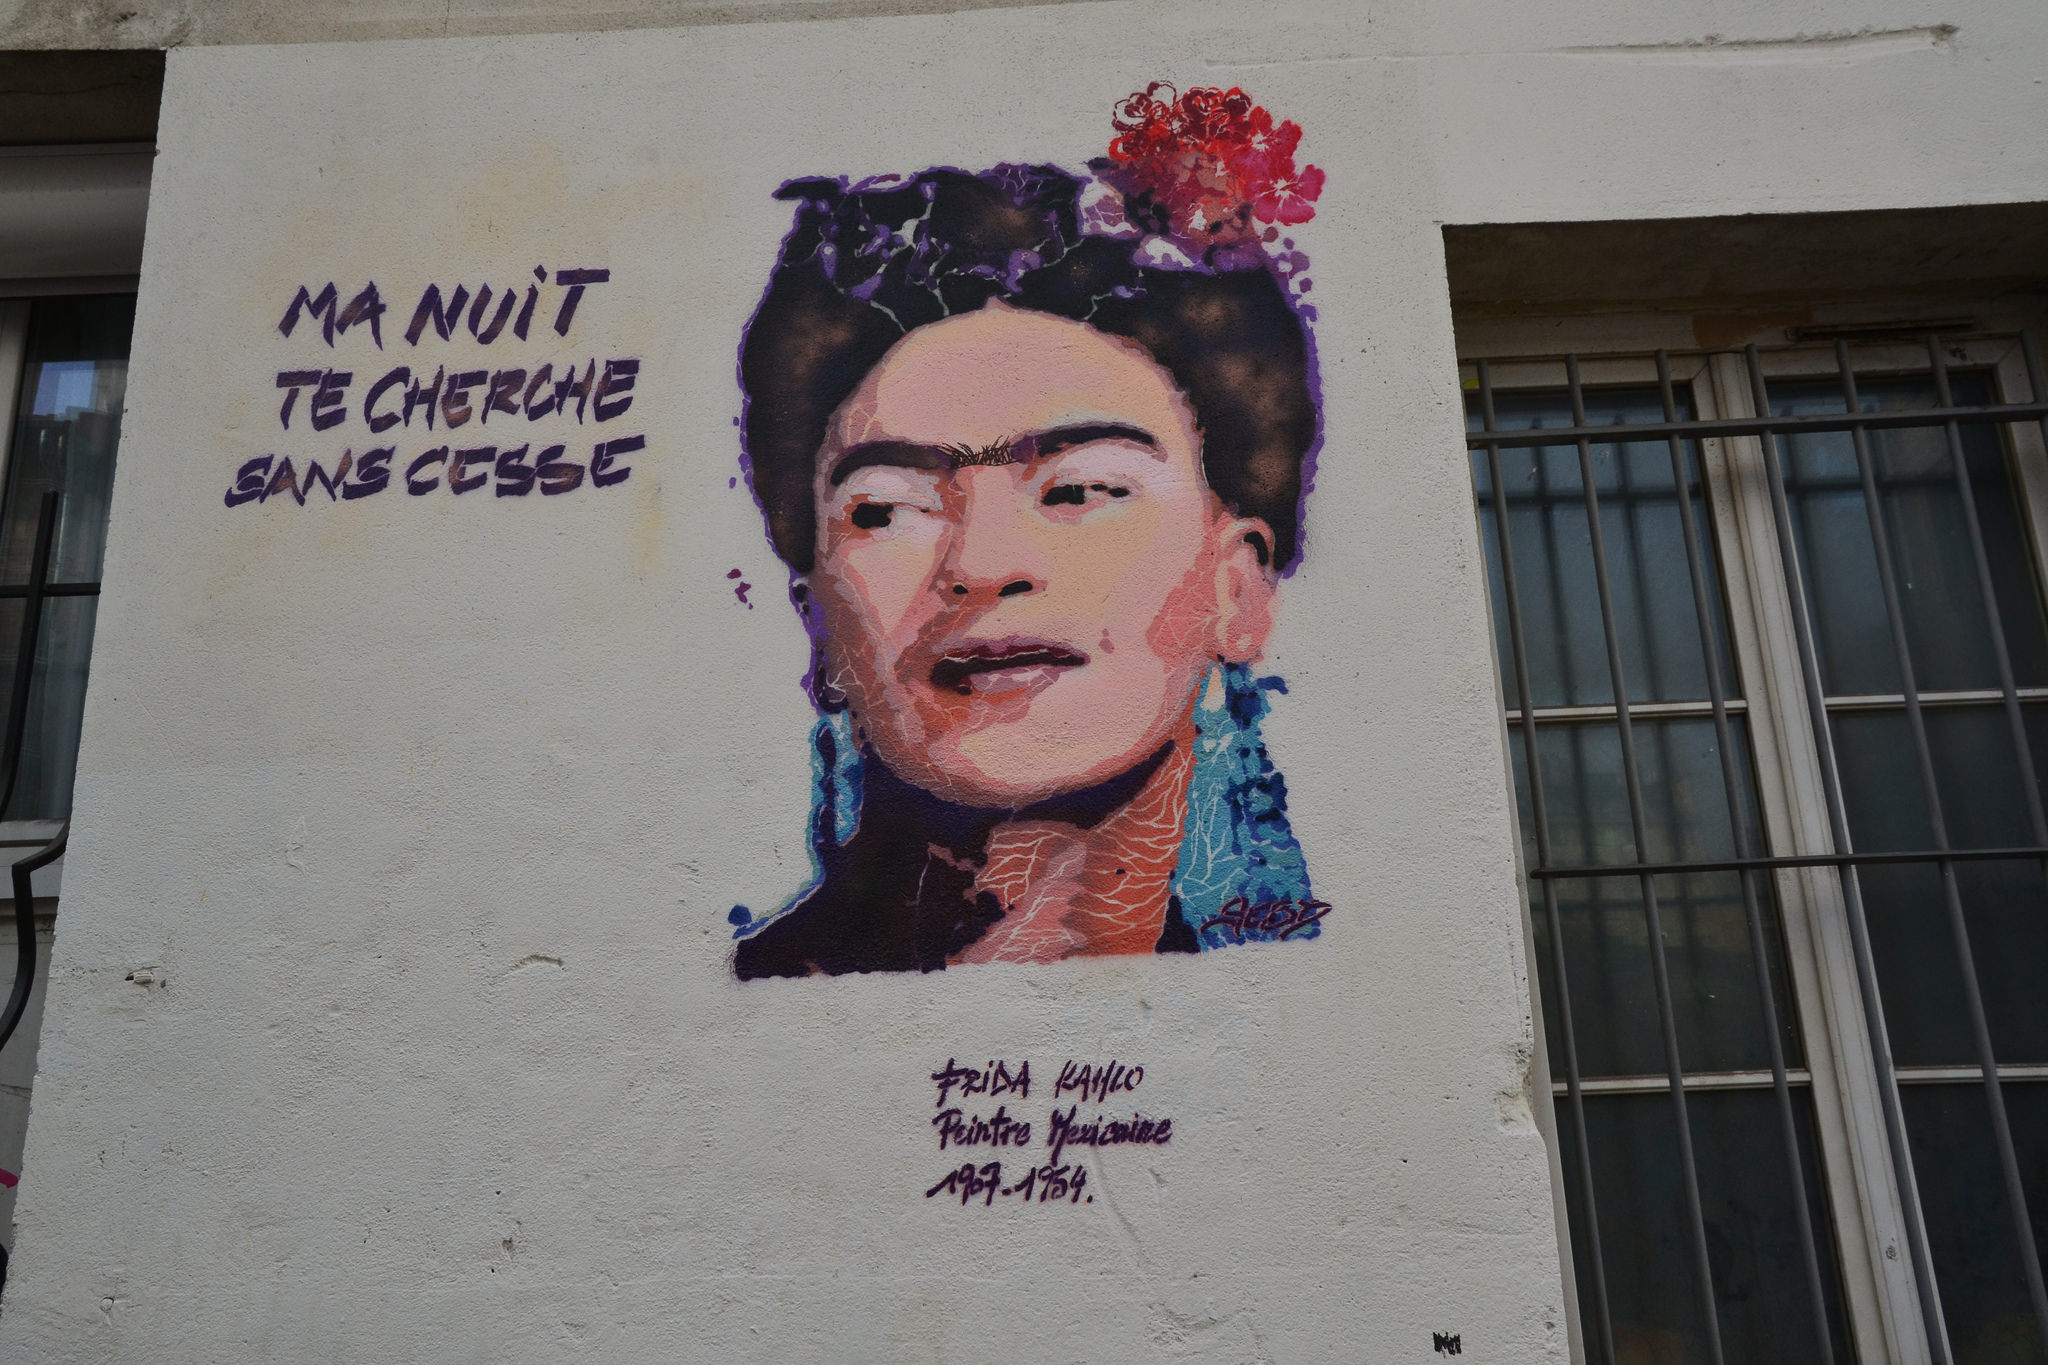 MA NUiT
TE CHERCHE
SANS CESSE
FRiDA KAHLO
Peintre Mexicaine
1907-1954.